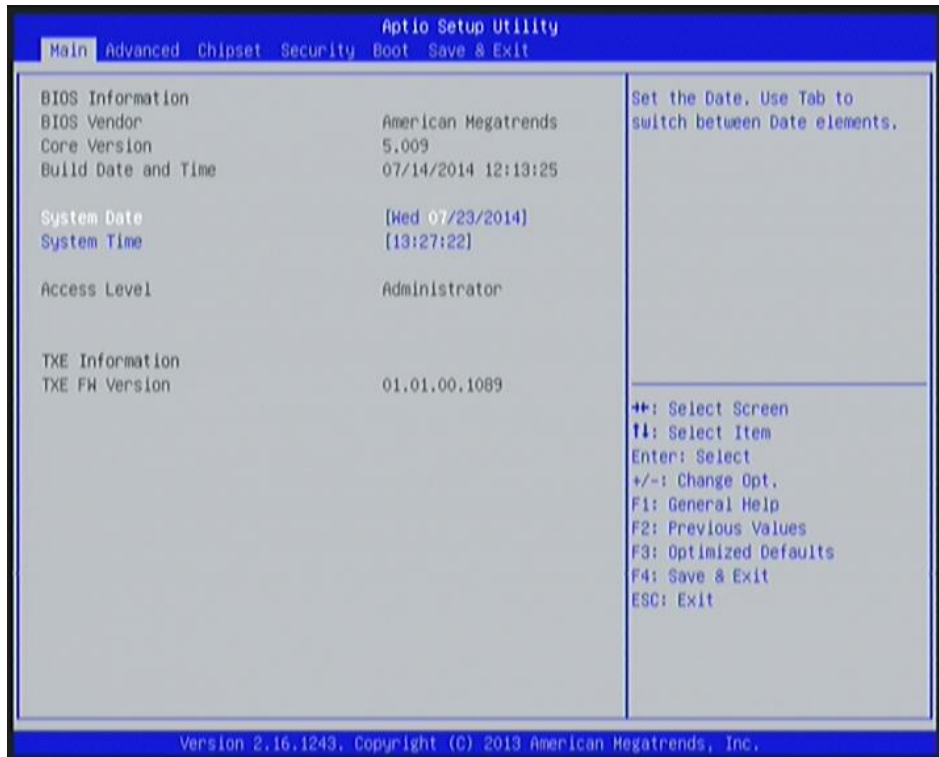 Aptio Setup Utility
Main Advanced Chipset Security Boot Save & Exit
BIOS Information
BIOS Vendor American Megatrends
Core Version 5.009
Build Date and Time 07/14/2014 12:13:25
System Date [Wed 07/23/2014]
System Time [13:27:22]
Access Level Administrator
TXE Information
TXE FW Version 01.01.00.1089
Set the Date. Use Tab to
switch between Date elements.
→←: Select Screen
↑↓: Select Item
Enter: Select
+/-: Change Opt.
F1: General Help
F2: Previous Values
F3: Optimized Defaults
F4: Save & Exit
ESC: Exit
Version 2.16.1243. Copyright (C) 2013 American Megatrends, Inc.